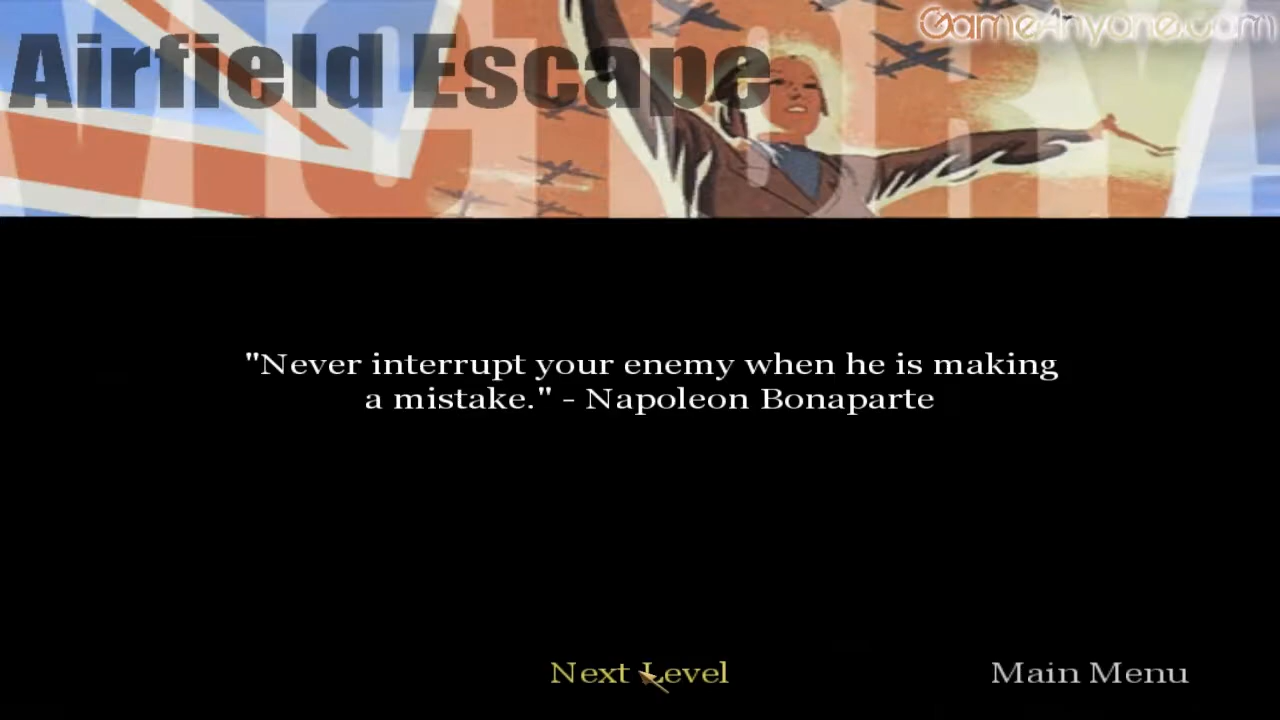 GameAnyone.com
Airfield Escape
VICTORY
"Never interrupt your enemy when he is making
a mistake." - Napoleon Bonaparte
Next Level
Main Menu